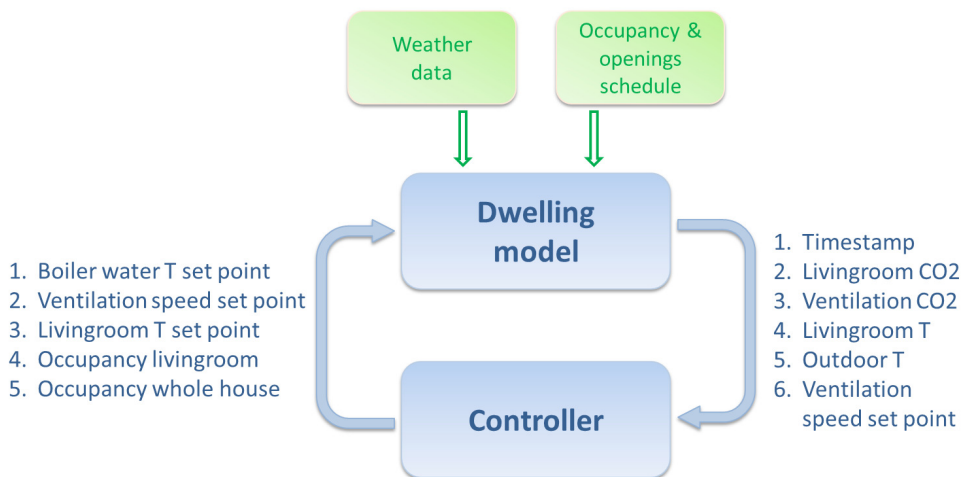 Weather
data
Occupancy &
openings
schedule
Dwelling
model
1. Boiler water T set point
2. Ventilation speed set point
3. Livingroom T set point
4. Occupancy livingroom
5. Occupancy whole house
1. Timestamp
2. Livingroom CO2
3. Ventilation CO2
4. Livingroom T
5. Outdoor T
6. Ventilation
speed set point
Controller